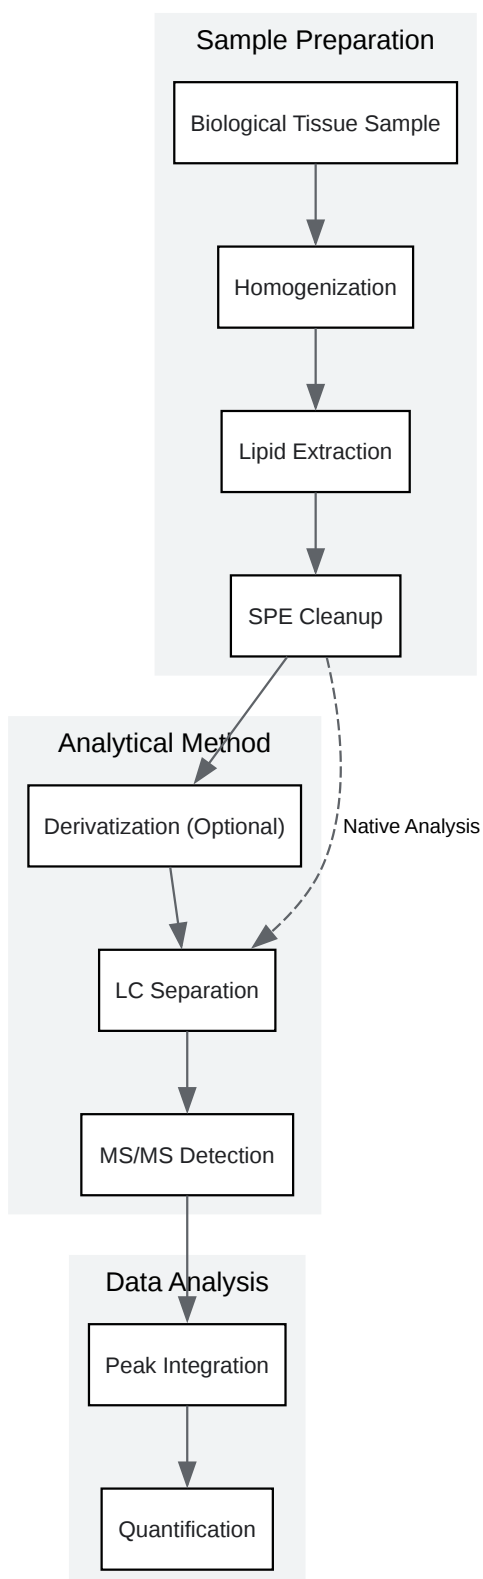 Sample Preparation
Biological Tissue Sample
Homogenization
Lipid Extraction
SPE Cleanup
Analytical Method
Derivatization (Optional)
Native Analysis
LC Separation
MS/MS Detection
Data Analysis
Peak Integration
Quantification